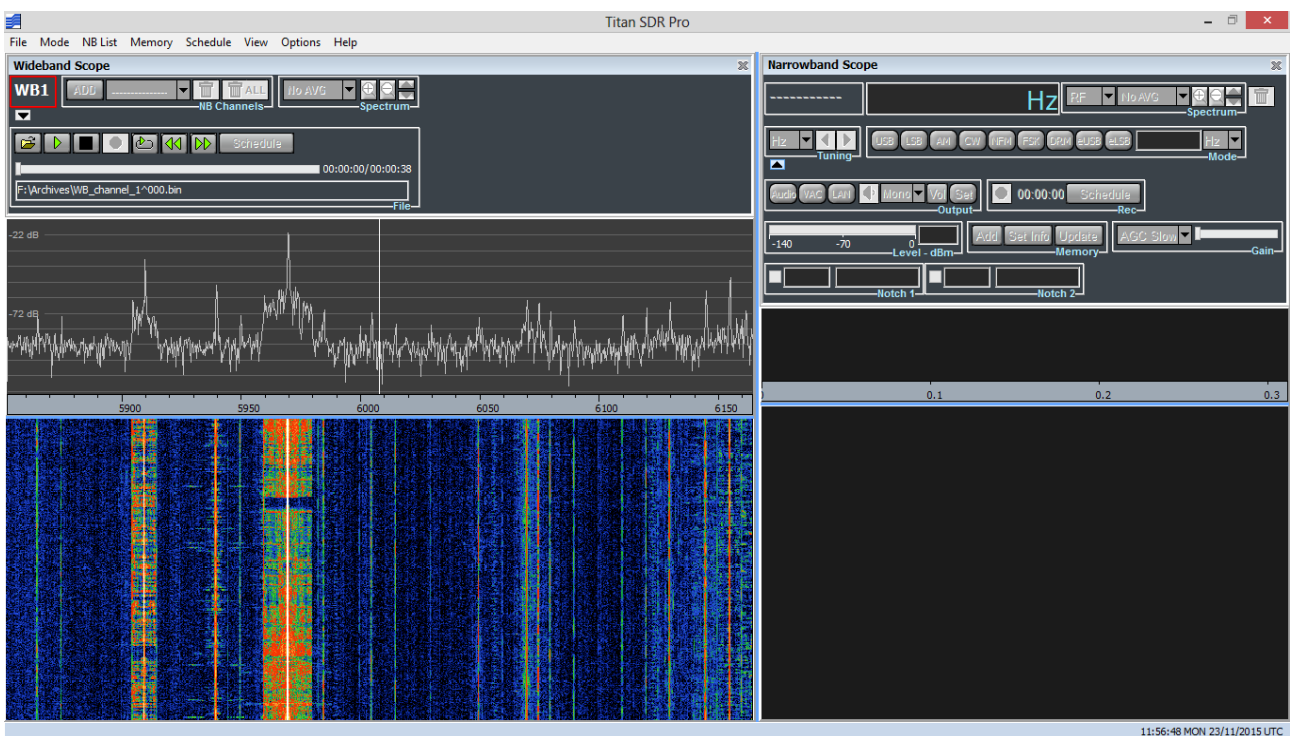 Titan SDR Pro
File Mode NB List Memory Schedule View Options Help
Wideband Scope
WB1 ADD --------------- ALL No AVG
NB Channels Spectrum
Schedule
00:00:00/00:00:38
F:\Archives\WB_channel_1^000.bin
File
-22 dB
-72 dB
5900 5950 6000 6050 6100 6150
Narrowband Scope
----------- Hz RF No AVG
Spectrum
Hz USB LSB AM CW NFM FSK DRM eUSB eLSB Hz
Tuning Mode
Audio VAC LAN Mono Vol Set 00:00:00 Schedule
Output Rec
-140 -70 0 Add Set Info Update AGC Slow
Level - dBm Memory Gain
Notch 1 Notch 2
0.1 0.2 0.3
11:56:48 MON 23/11/2015 UTC